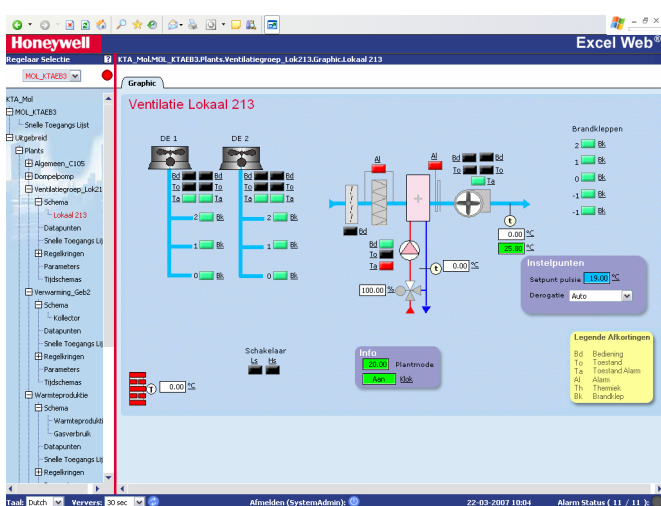 Honeywell
Excel Web®
Regelaar Selectie
?
KTA_Mol.MOL_KTAEB3.Plants.Ventilatiegroep_Lok213.Graphic.Lokaal 213
MOL_KTAEB3
Graphic
KTA_Mol
MOL_KTAEB3
Snelle Toegangs Lijst
Uitgebreid
Plants
Algemeen_C105
Dompelpomp
Ventilatiegroep_Lok21
Schema
Lokaal 213
Datapunten
Snelle Toegangs Lij
Regelkringen
Parameters
Tijdschemas
Verwarming_Geb2
Schema
Kollector
Datapunten
Snelle Toegangs Lij
Regelkringen
Parameters
Tijdschemas
Warmteproduktie
Schema
Warmteprodukti
Gasverbruik
Datapunten
Snelle Toegangs Lij
Regelkringen
Ventilatie Lokaal 213
DE 1
DE 2
Bd Bd
To To
Ta Ta
2 Bk
1 Bk
0 Bk
Bd
To
Ta
2 Bk
1 Bk
0 Bk
Al
Al
Bd Bd
To To
Ta
Bd
Bd
To
Ta
t
0.00 °C
25.80 °C
t
0.00 °C
100.00 %
Brandkleppen
2 Bk
1 Bk
0 Bk
-1 Bk
-1 Bk
Instelpunten
Setpunt pulsie 19.00 °C
Derogatie Auto
Schakelaar
Ls Hs
T 0.00 °C
Info
20.00 Plantmode
Aan Klok
Legende Afkortingen
Bd Bediening
To Toestand
Ta Toestand Alarm
Al Alarm
Th Thermiek
Bk Brandklep
Taal: Dutch Ververs: 30 sec
Afmelden (SystemAdmin):
22-03-2007 10:04
Alarm Status ( 11 / 11 ):